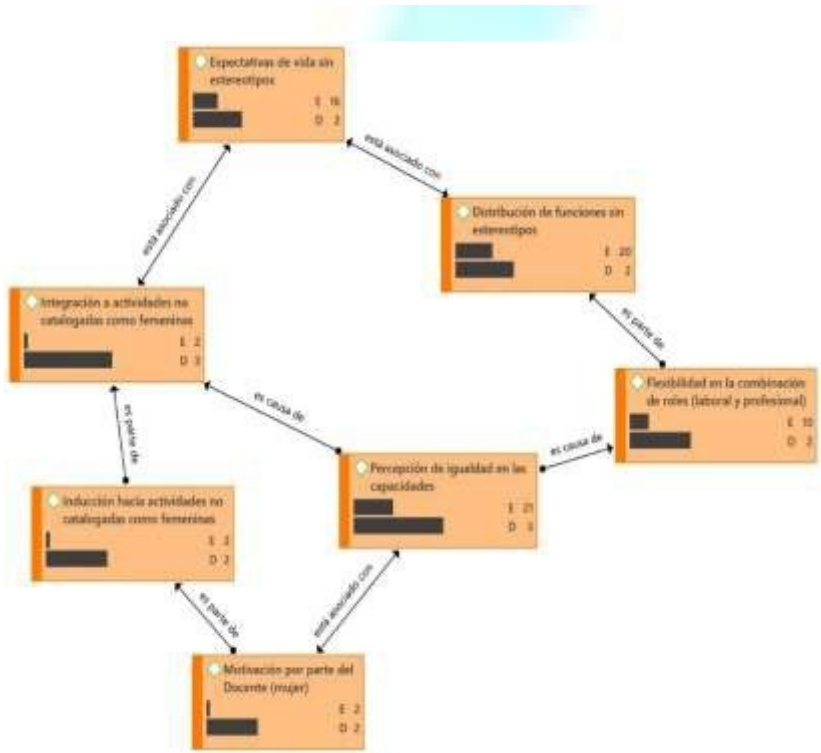 Expectativas de vida sin
estereotipos
E 16
D 2
está asociado con
está asociado con
Distribución de funciones sin
estereotipos
E 20
D 2
Integración a actividades no
catalogadas como femeninas
E 2
D 3
es parte de
Flexibilidad en la combinación
de roles (laboral y profesional)
E 10
D 2
es causa de
es parte de
es causa de
Percepción de igualdad en las
capacidades
E 21
D 3
Inducción hacia actividades no
catalogadas como femeninas
E 2
D 2
es parte de
está asociado con
Motivación por parte del
Docente (mujer)
E 2
D 2